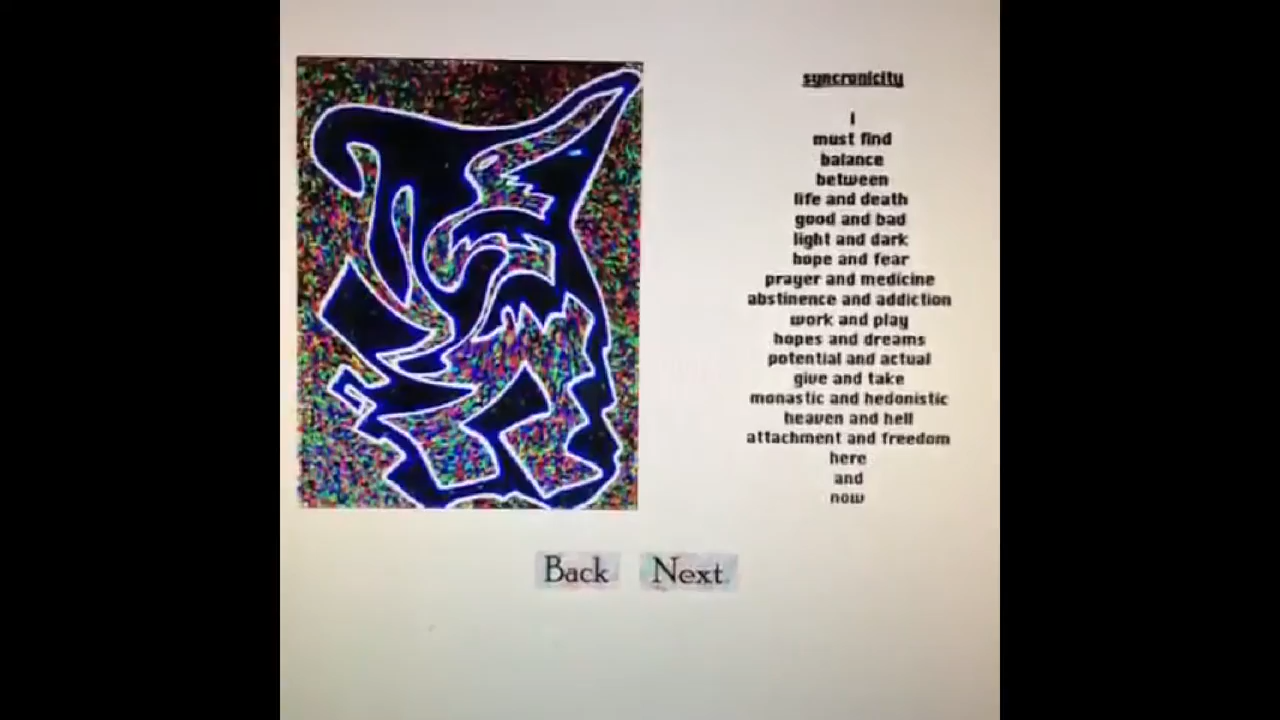 syncronicity
I
must find
balance
between
life and death
good and bad
light and dark
hope and fear
prayer and medicine
abstinence and addiction
work and play
hopes and dreams
potential and actual
give and take
monastic and hedonistic
heaven and hell
attachment and freedom
here
and
now
Back
Next